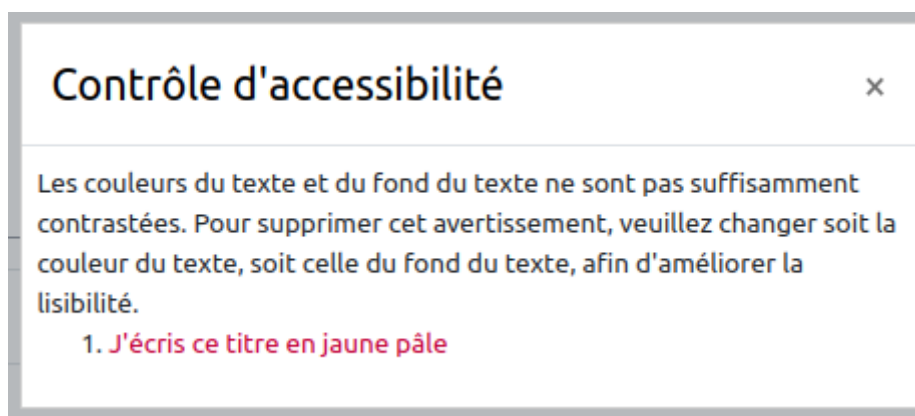 Contrôle d'accessibilité
×
Les couleurs du texte et du fond du texte ne sont pas suffisamment
contrastées. Pour supprimer cet avertissement, veuillez changer soit la
couleur du texte, soit celle du fond du texte, afin d'améliorer la
lisibilité.
1. J'écris ce titre en jaune pâle